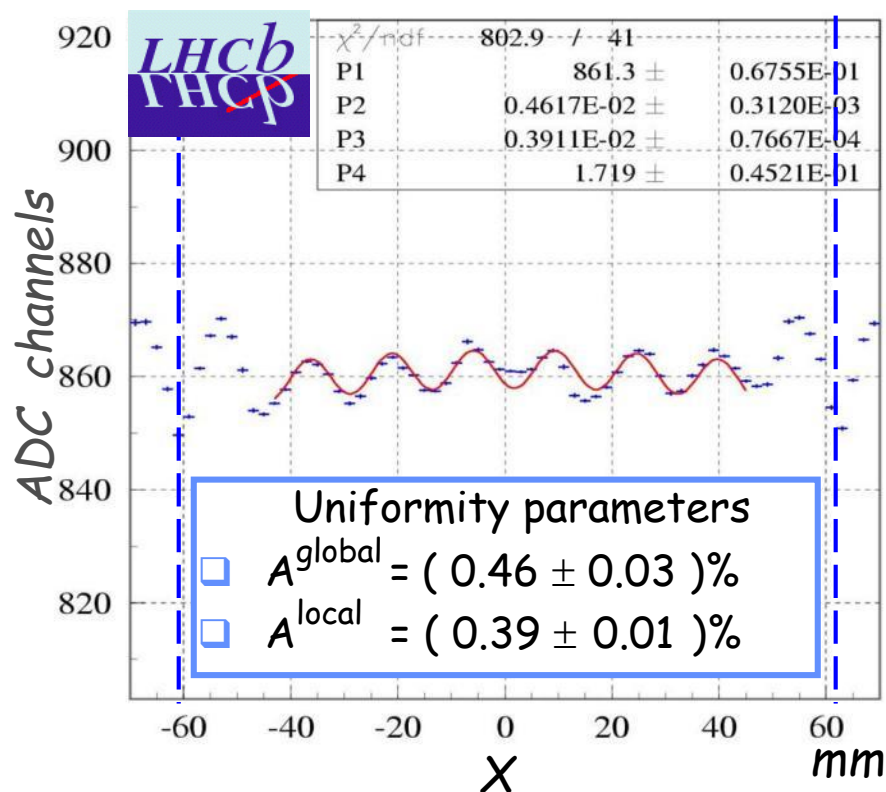 LHCb
LHCb
χ²/ndf 802.9 / 41
P1 861.3 ± 0.6755E-01
P2 0.4617E-02 ± 0.3120E-03
P3 0.3911E-02 ± 0.7667E-04
P4 1.719 ± 0.4521E-01
920
900
880
860
840
820
ADC channels
Uniformity parameters
❑ A^global = ( 0.46 ± 0.03 )%
❑ A^local = ( 0.39 ± 0.01 )%
-60 -40 -20 0 20 40 60
X mm